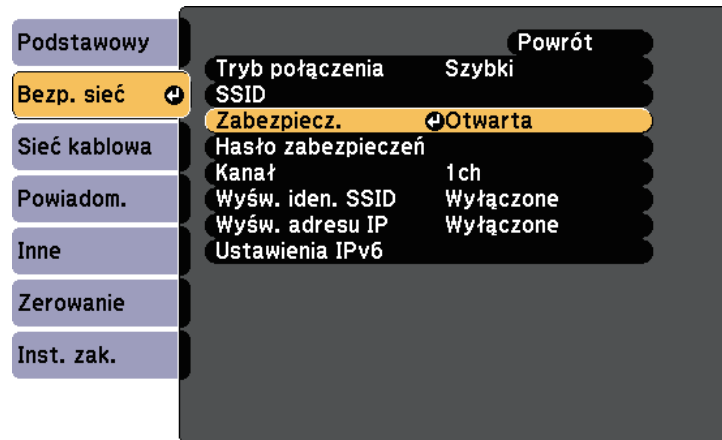 Podstawowy
Bezp. sieć
Sieć kablowa
Powiadom.
Inne
Zerowanie
Inst. zak.
Powrót
Tryb połączenia Szybki
SSID
Zabezpiecz. Otwarta
Hasło zabezpieczeń
Kanał 1ch
Wyśw. iden. SSID Wyłączone
Wyśw. adresu IP Wyłączone
Ustawienia IPv6